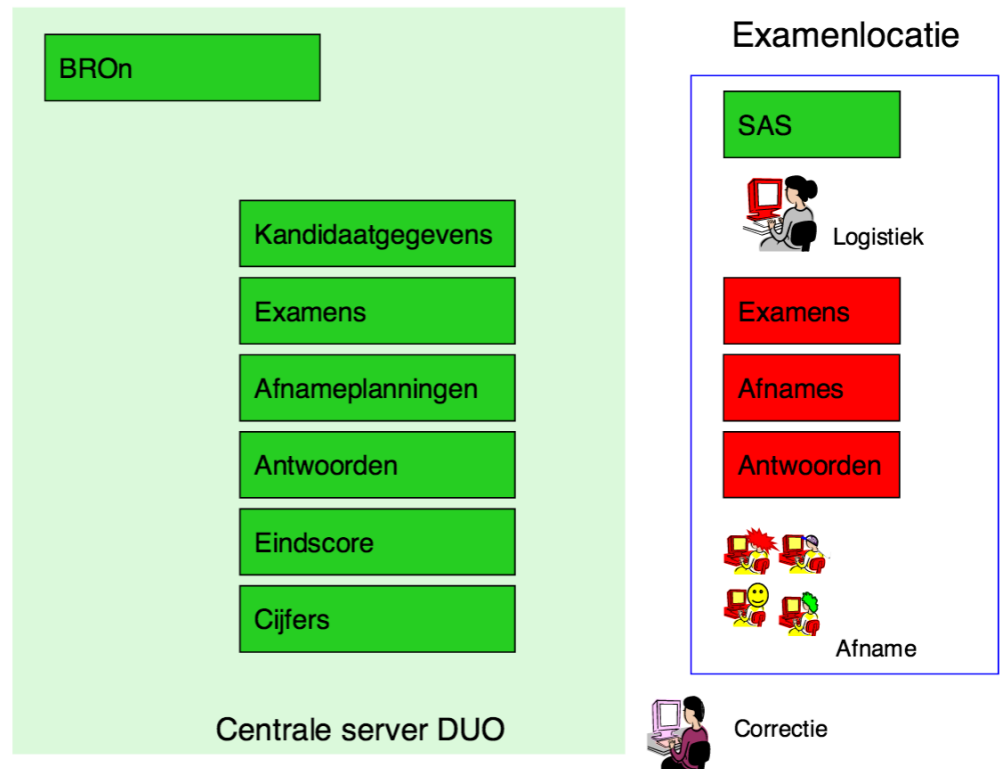 BROn
Kandidaatgegevens
Examens
Afnameplanningen
Antwoorden
Eindscore
Cijfers
Centrale server DUO
Examenlocatie
SAS
Logistiek
Examens
Afnames
Antwoorden
Afname
Correctie